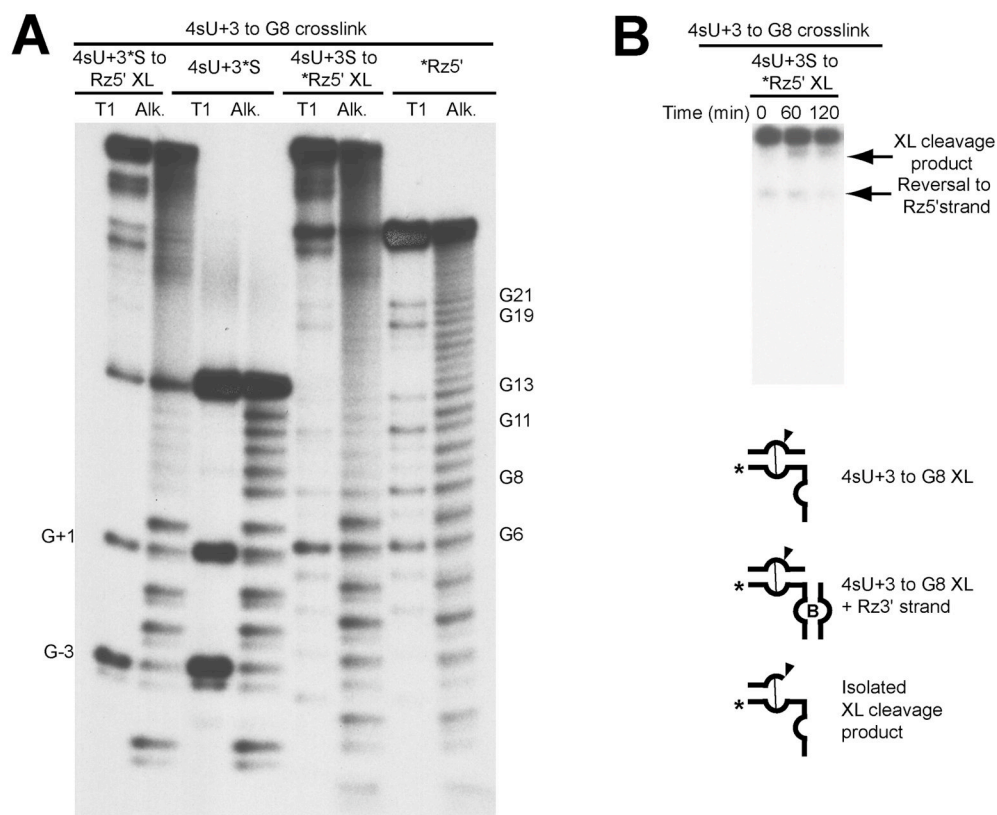 A
4sU+3 to G8 crosslink
4sU+3*S to
Rz5' XL
4sU+3*S
4sU+3S to
*Rz5' XL
*Rz5'
T1 Alk. T1 Alk. T1 Alk. T1 Alk.
G21
G19
G13
G11
G8
G6
G+1
G-3
B
4sU+3 to G8 crosslink
4sU+3S to
*Rz5' XL
Time (min) 0 60 120
XL cleavage
product
Reversal to
Rz5'strand
*
4sU+3 to G8 XL
*
B
4sU+3 to G8 XL
+ Rz3' strand
*
Isolated
XL cleavage
product